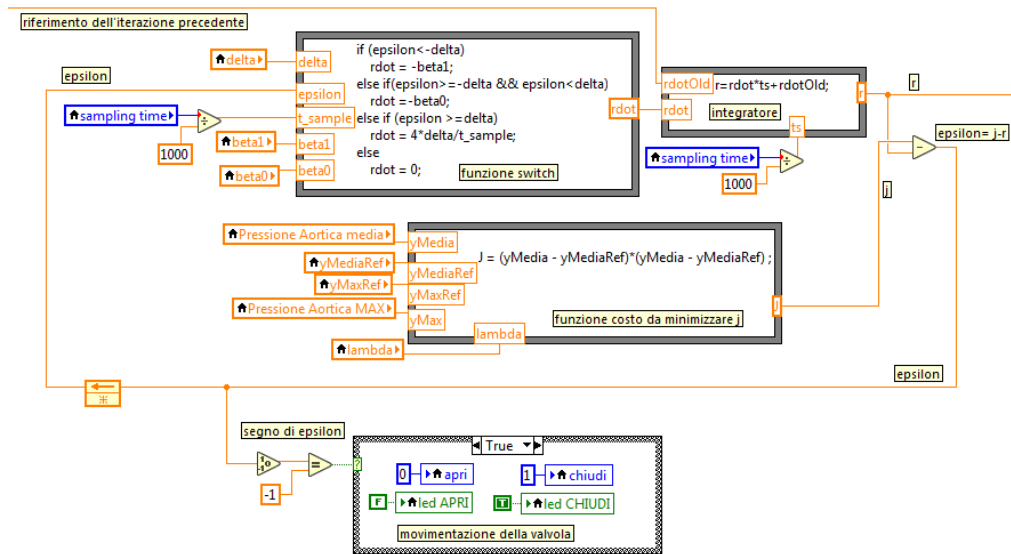 riferimento dell'iterazione precedente
delta
delta
if (epsilon<-delta)
rdot = -beta1;
else if(epsilon>=-delta && epsilon<delta)
rdot =-beta0;
else if (epsilon >=delta)
rdot = 4*delta/t_sample;
else
rdot = 0;
funzione switch
epsilon
epsilon
sampling time
1000
t_sample
beta1
beta1
beta0
beta0
rdot
rdotOld
rdot
r=rdot*ts+rdotOld;
integratore
ts
r
sampling time
1000
r
epsilon= j-r
j
Pressione Aortica media
yMedia
yMediaRef
yMediaRef
yMaxRef
yMaxRef
Pressione Aortica MAX
yMax
lambda
lambda
J = (yMedia - yMediaRef)*(yMedia - yMediaRef) ;
funzione costo da minimizzare j
J
epsilon
segno di epsilon
-1
=
?
True
0
apri
1
chiudi
F
led APRI
T
led CHIUDI
movimentazione della valvola